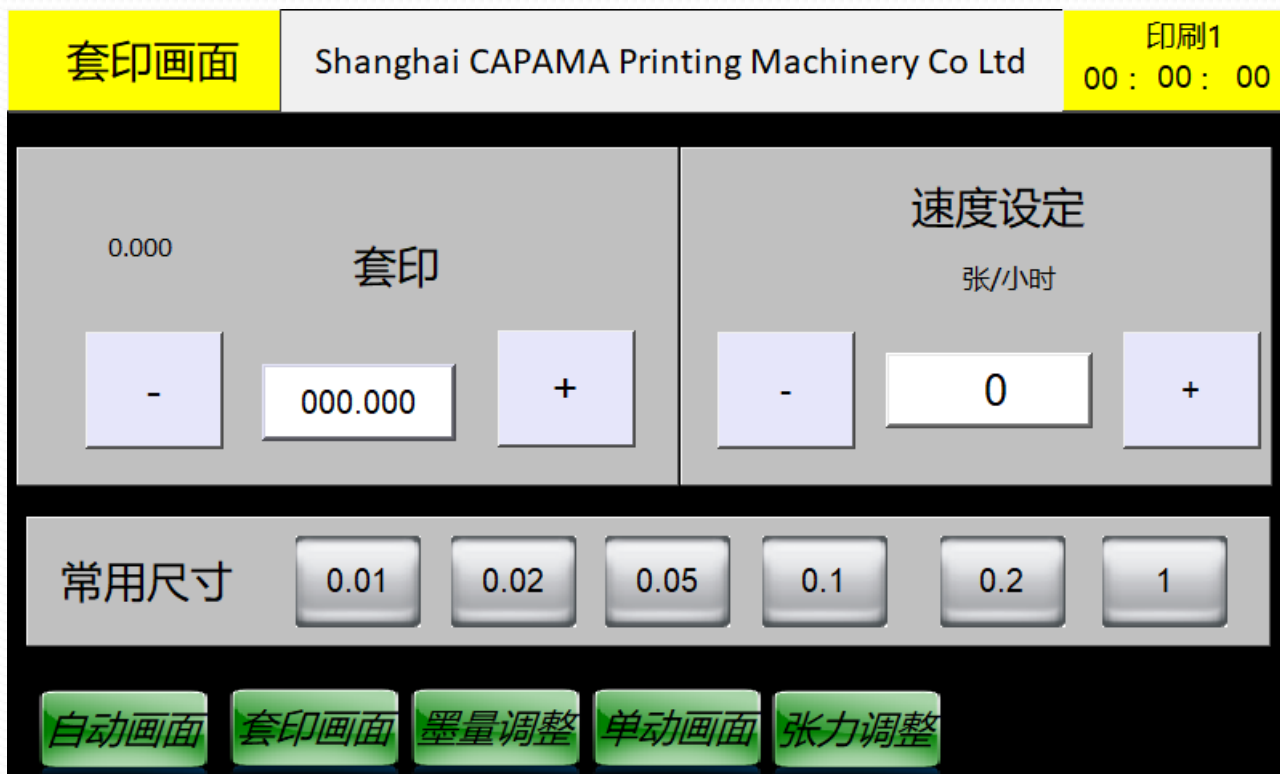 套印画面
Shanghai CAPAMA Printing Machinery Co Ltd
印刷1
00 : 00 : 00
0.000
套印
- 000.000 +
速度设定
张/小时
- 0 +
常用尺寸 0.01 0.02 0.05 0.1 0.2 1
自动画面 套印画面 墨量调整 单动画面 张力调整